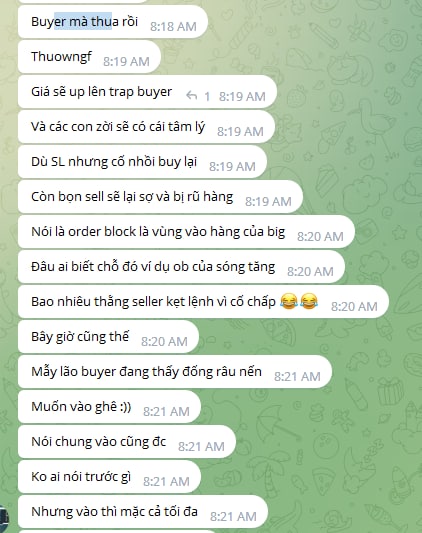 Buyer mà thua rồi
8:18 AM
Thuowngf
8:19 AM
Giá sẽ up lên trap buyer
1 8:19 AM
Và các con zời sẽ có cái tâm lý
8:19 AM
Dù SL nhưng cố nhồi buy lại
8:19 AM
Còn bọn sell sẽ lại sợ và bị rũ hàng
8:19 AM
Nói là order block là vùng vào hàng của big
8:20 AM
Đâu ai biết chỗ đó ví dụ ob của sóng tăng
8:20 AM
Bao nhiêu thằng seller kẹt lệnh vì cố chấp 😂😂
8:20 AM
Bây giờ cũng thế
8:20 AM
Mẫy lão buyer đang thấy đống râu nến
8:21 AM
Muốn vào ghê :))
8:21 AM
Nói chung vào cũng đc
8:21 AM
Ko ai nói trước gì
8:21 AM
Nhưng vào thì mặc cả tối đa
8:21 AM